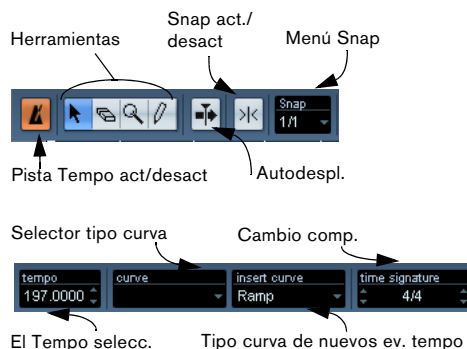 Snap act./
desact
Herramientas
Menú Snap
Snap
1/1
Pista Tempo act/desact
Autodespl.
Selector tipo curva
Cambio comp.
tempo
curve
insert curve
time signature
197.0000
Ramp
4/4
El Tempo selecc.
Tipo curva de nuevos ev. tempo